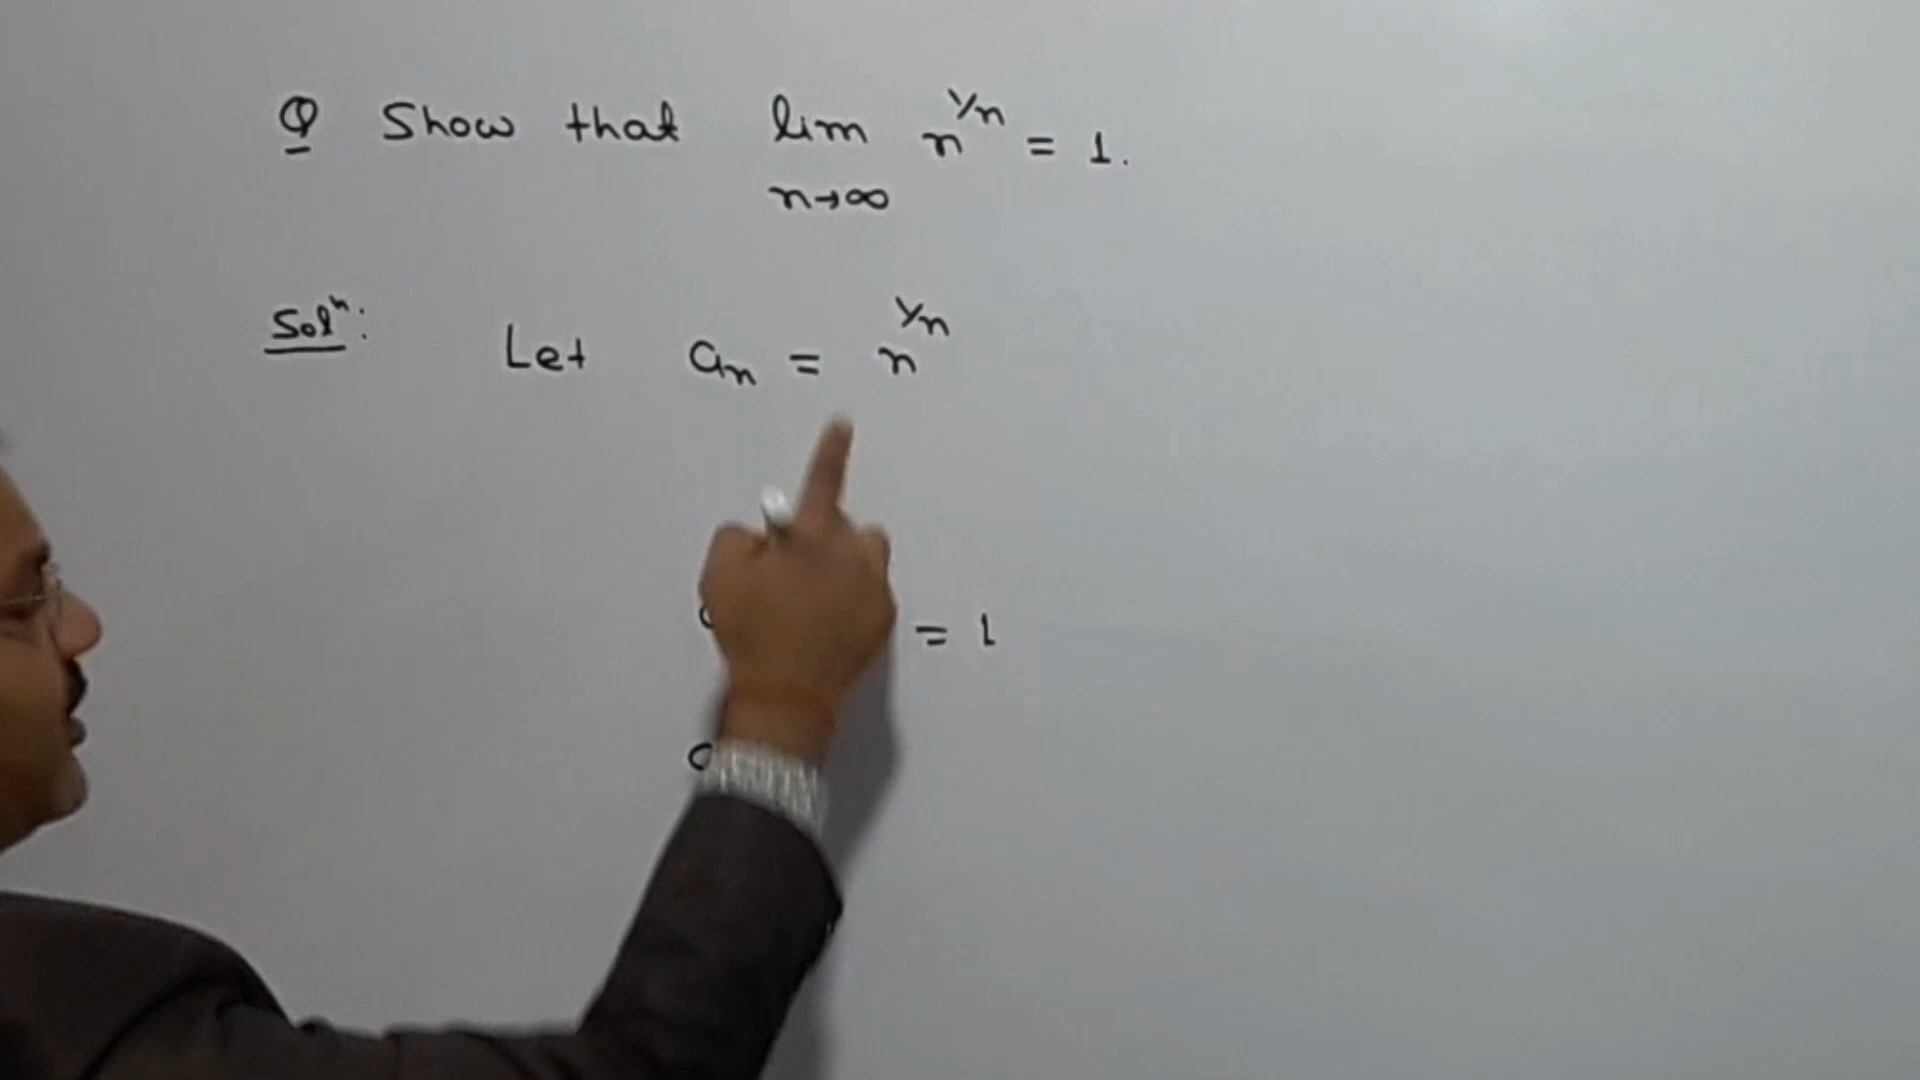 Q Show that lim n^1/n = 1.
n→∞
Solⁿ: Let aₙ = n^1/n
= 1